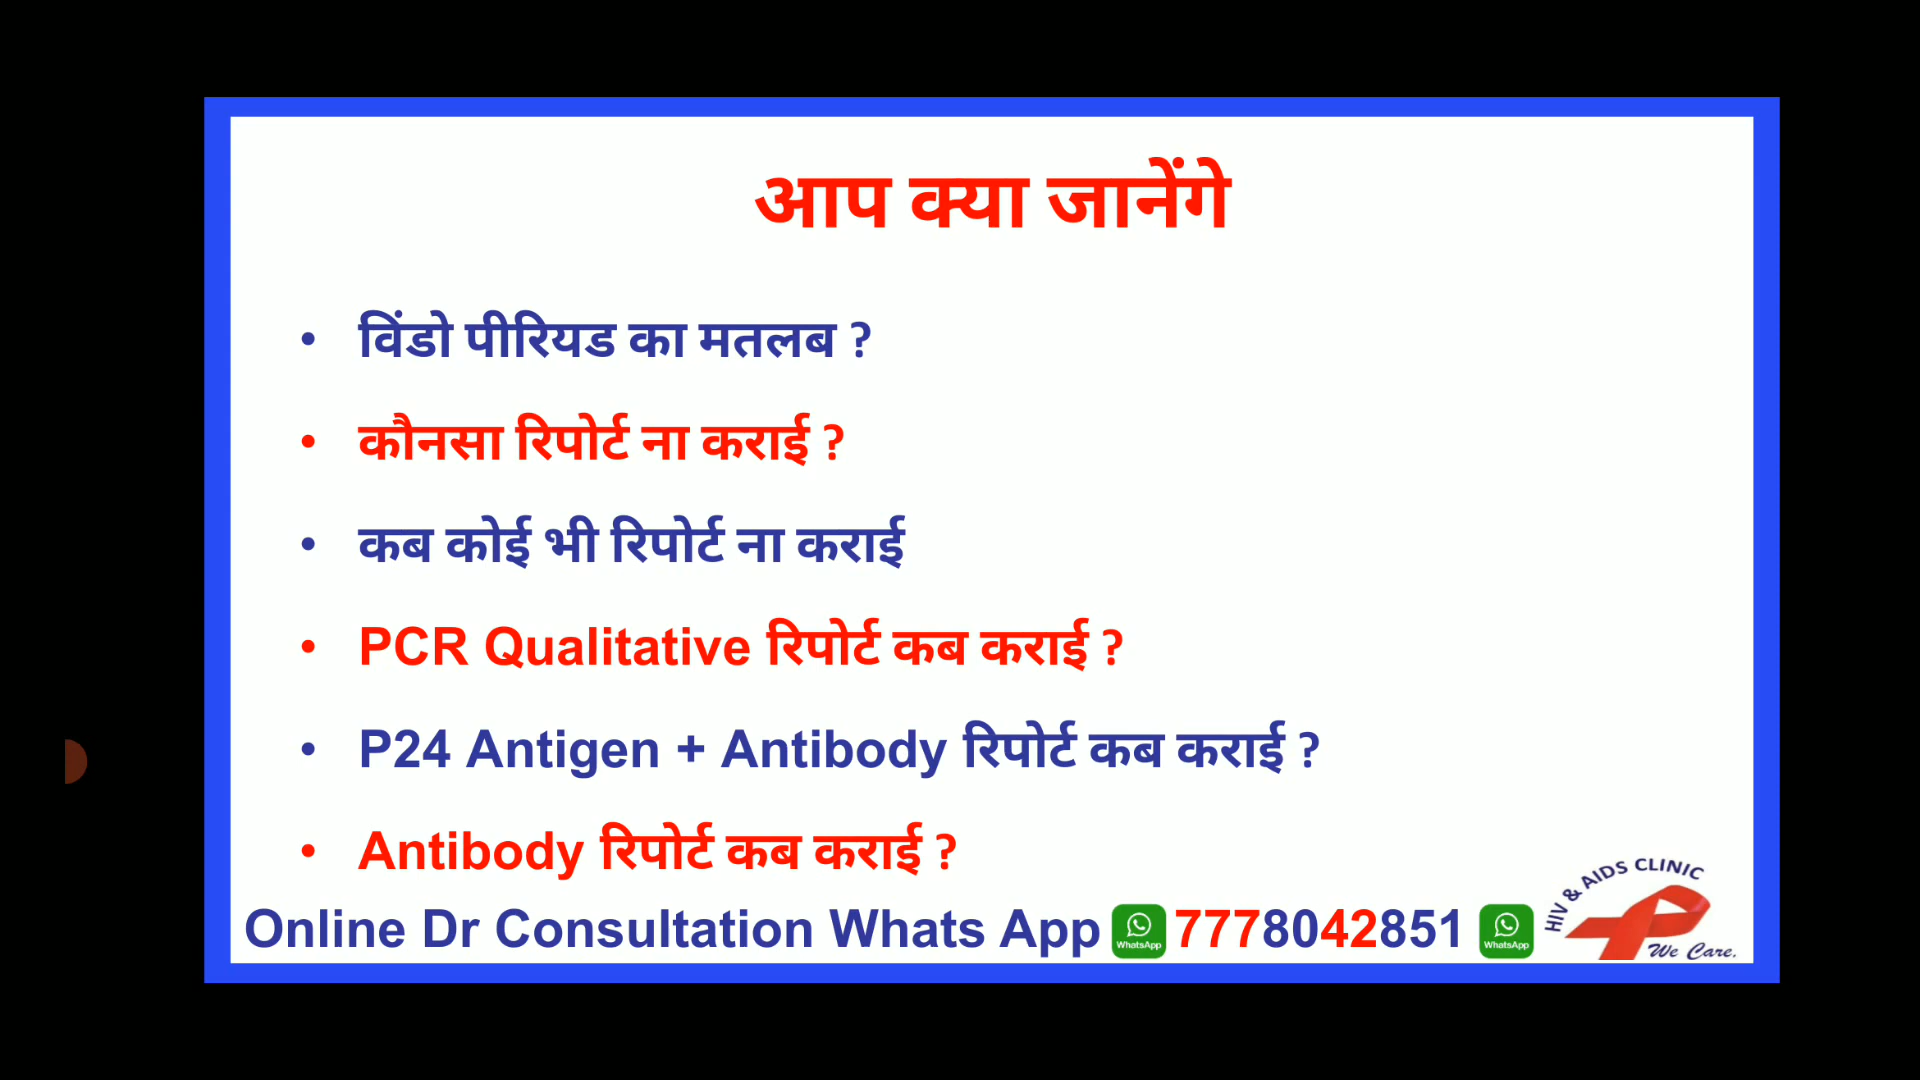 आप क्या जानेंगे
• विंडो पीरियड का मतलब ?
• कौनसा रिपोर्ट ना कराई ?
• कब कोई भी रिपोर्ट ना कराई
• PCR Qualitative रिपोर्ट कब कराई ?
• P24 Antigen + Antibody रिपोर्ट कब कराई ?
• Antibody रिपोर्ट कब कराई ?
Online Dr Consultation Whats App WhatsApp 7778042851 WhatsApp
HIV & AIDS CLINIC
We Care.